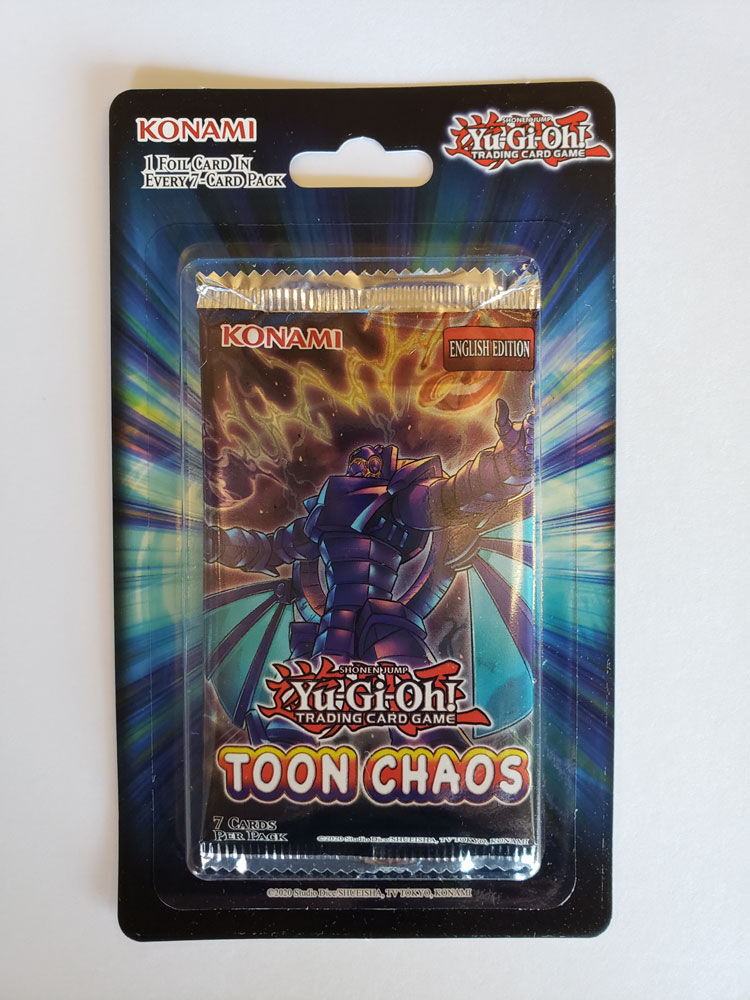 KONAMI
1 FOIL CARD IN
EVERY 7-CARD PACK
SHONEN JUMP
Yu-Gi-Oh!
TRADING CARD GAME
KONAMI
ENGLISH EDITION
SHONEN JUMP
Yu-Gi-Oh!
TRADING CARD GAME
TOON CHAOS
7 CARDS
PER PACK
©2020 Studio Dice/SHUEISHA, TV TOKYO, KONAMI
©2020 Studio Dice/SHUEISHA, TV TOKYO, KONAMI